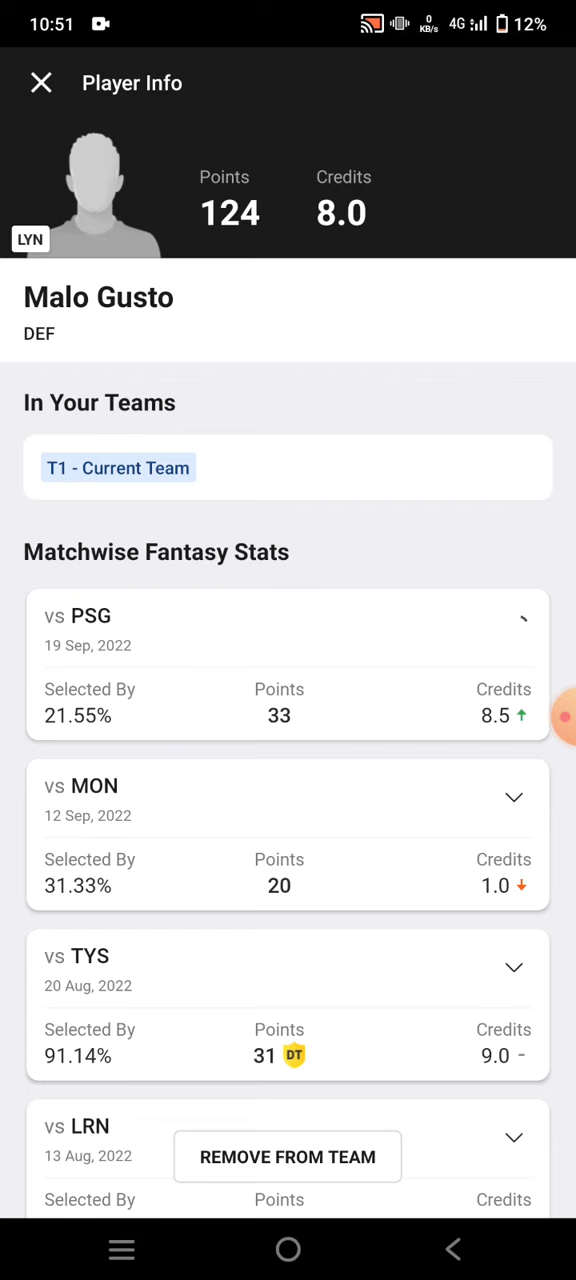 10:51
0 KB/s 4G 12%
Player Info
Points Credits
124 8.0
LYN
Malo Gusto
DEF
In Your Teams
T1 - Current Team
Matchwise Fantasy Stats
vs PSG
19 Sep, 2022
Selected By Points Credits
21.55% 33 8.5
vs MON
12 Sep, 2022
Selected By Points Credits
31.33% 20 1.0
vs TYS
20 Aug, 2022
Selected By Points Credits
91.14% 31 DT 9.0 -
vs LRN
13 Aug, 2022
REMOVE FROM TEAM
Selected By Points Credits